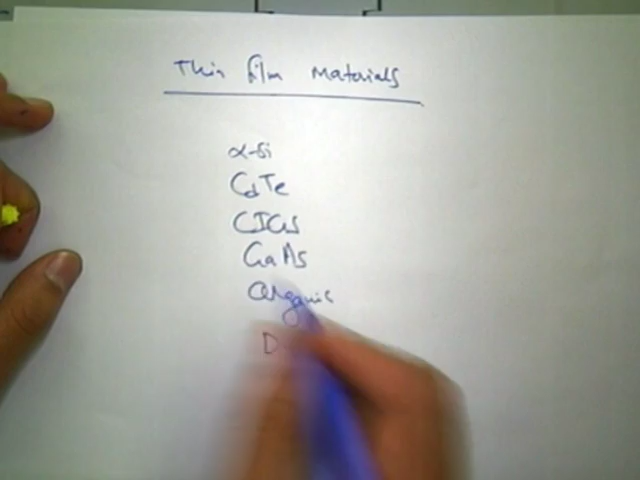 Thin film Materials
α-Si
CdTe
CIGS
GaAs
Organic
D